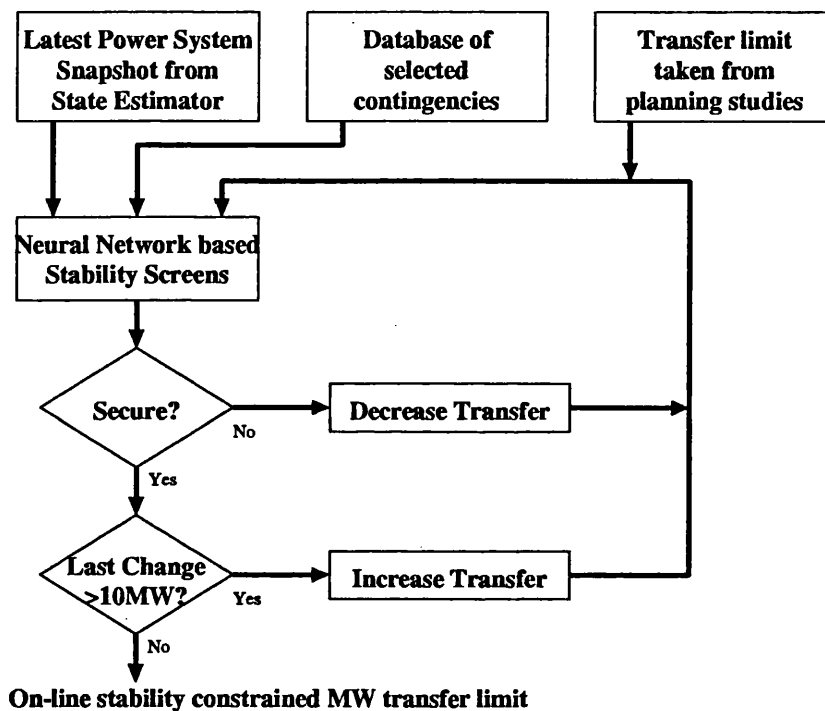 Latest Power System
Snapshot from
State Estimator
Database of
selected
contingencies
Transfer limit
taken from
planning studies
Neural Network based
Stability Screens
Secure?
No
Decrease Transfer
Yes
Last Change
>10MW?
Yes
Increase Transfer
No
On-line stability constrained MW transfer limit